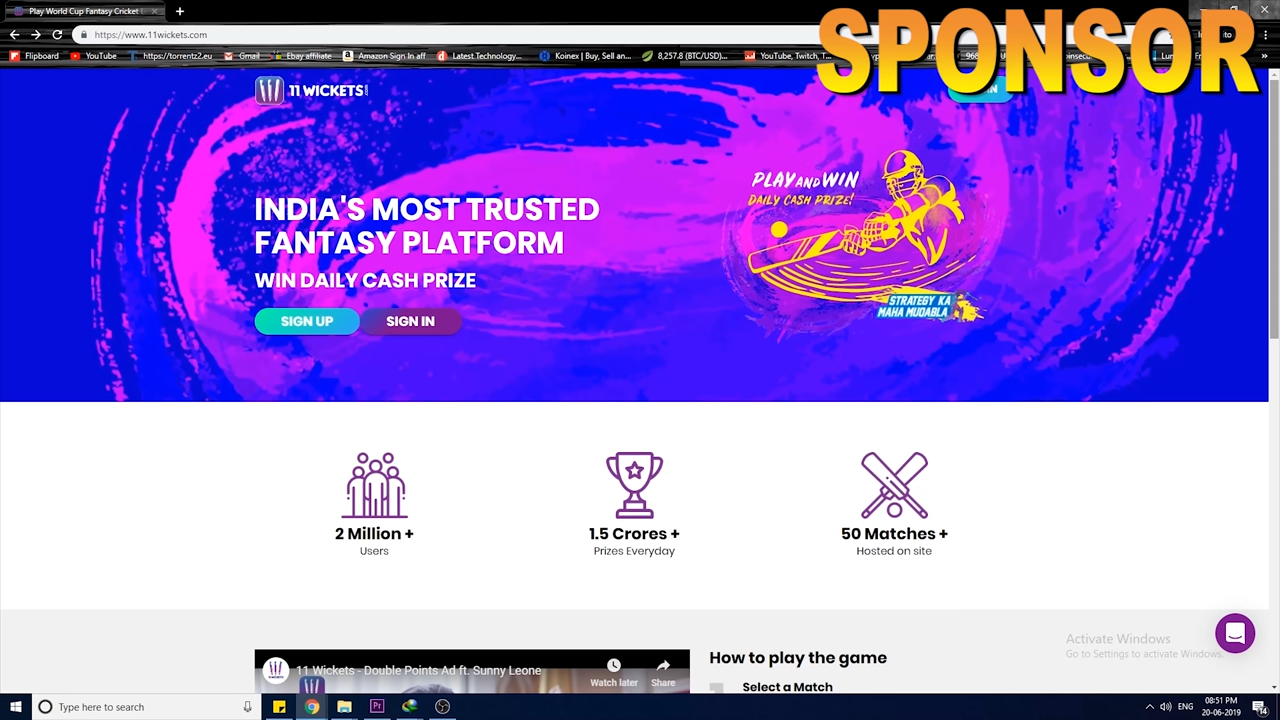 Play World Cup Fantasy Cricket
SPONSOR
https://www.11wickets.com
Flipboard
YouTube
https://torrentz2.eu
Gmail
Ebay affiliate
Amazon Sign In aff
Latest Technology...
Koinex | Buy, Sell an...
8,257.8 (BTC/USD)...
YouTube, Twitch, T...
11 WICKETS
PLAY AND WIN
DAILY CASH PRIZE!
INDIA'S MOST TRUSTED
FANTASY PLATFORM
WIN DAILY CASH PRIZE
SIGN UP
SIGN IN
STRATEGY KA
MAHA MUQABLA
2 Million +
Users
1.5 Crores +
Prizes Everyday
50 Matches +
Hosted on site
11 Wickets - Double Points Ad ft. Sunny Leone
Watch later
Share
How to play the game
1
Select a Match
Activate Windows
Go to Settings to activate Windows.
Type here to search
Pr
ENG
08:51 PM
20-06-2019
14